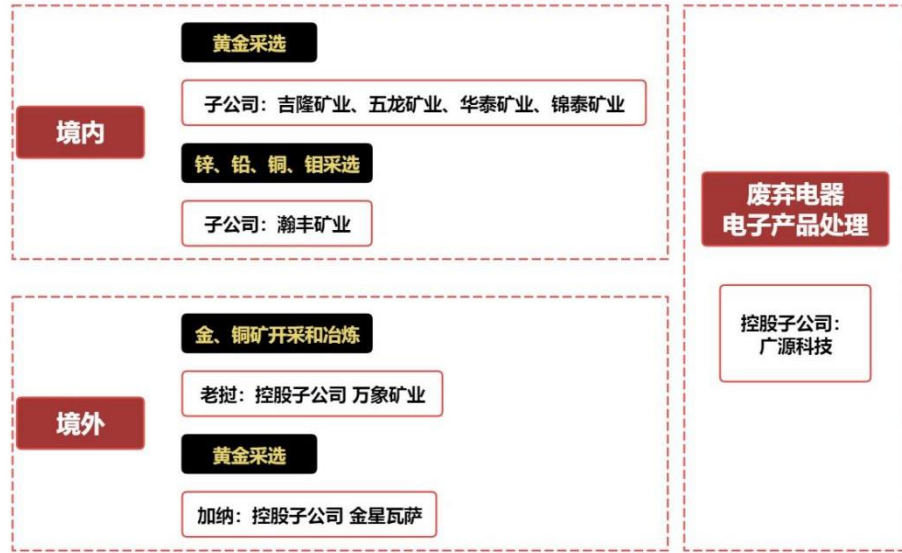 境内
黄金采选
子公司：吉隆矿业、五龙矿业、华泰矿业、锦泰矿业
锌、铅、铜、钼采选
子公司：瀚丰矿业
境外
金、铜矿开采和冶炼
老挝：控股子公司 万象矿业
黄金采选
加纳：控股子公司 金星瓦萨
废弃电器
电子产品处理
控股子公司：
广源科技